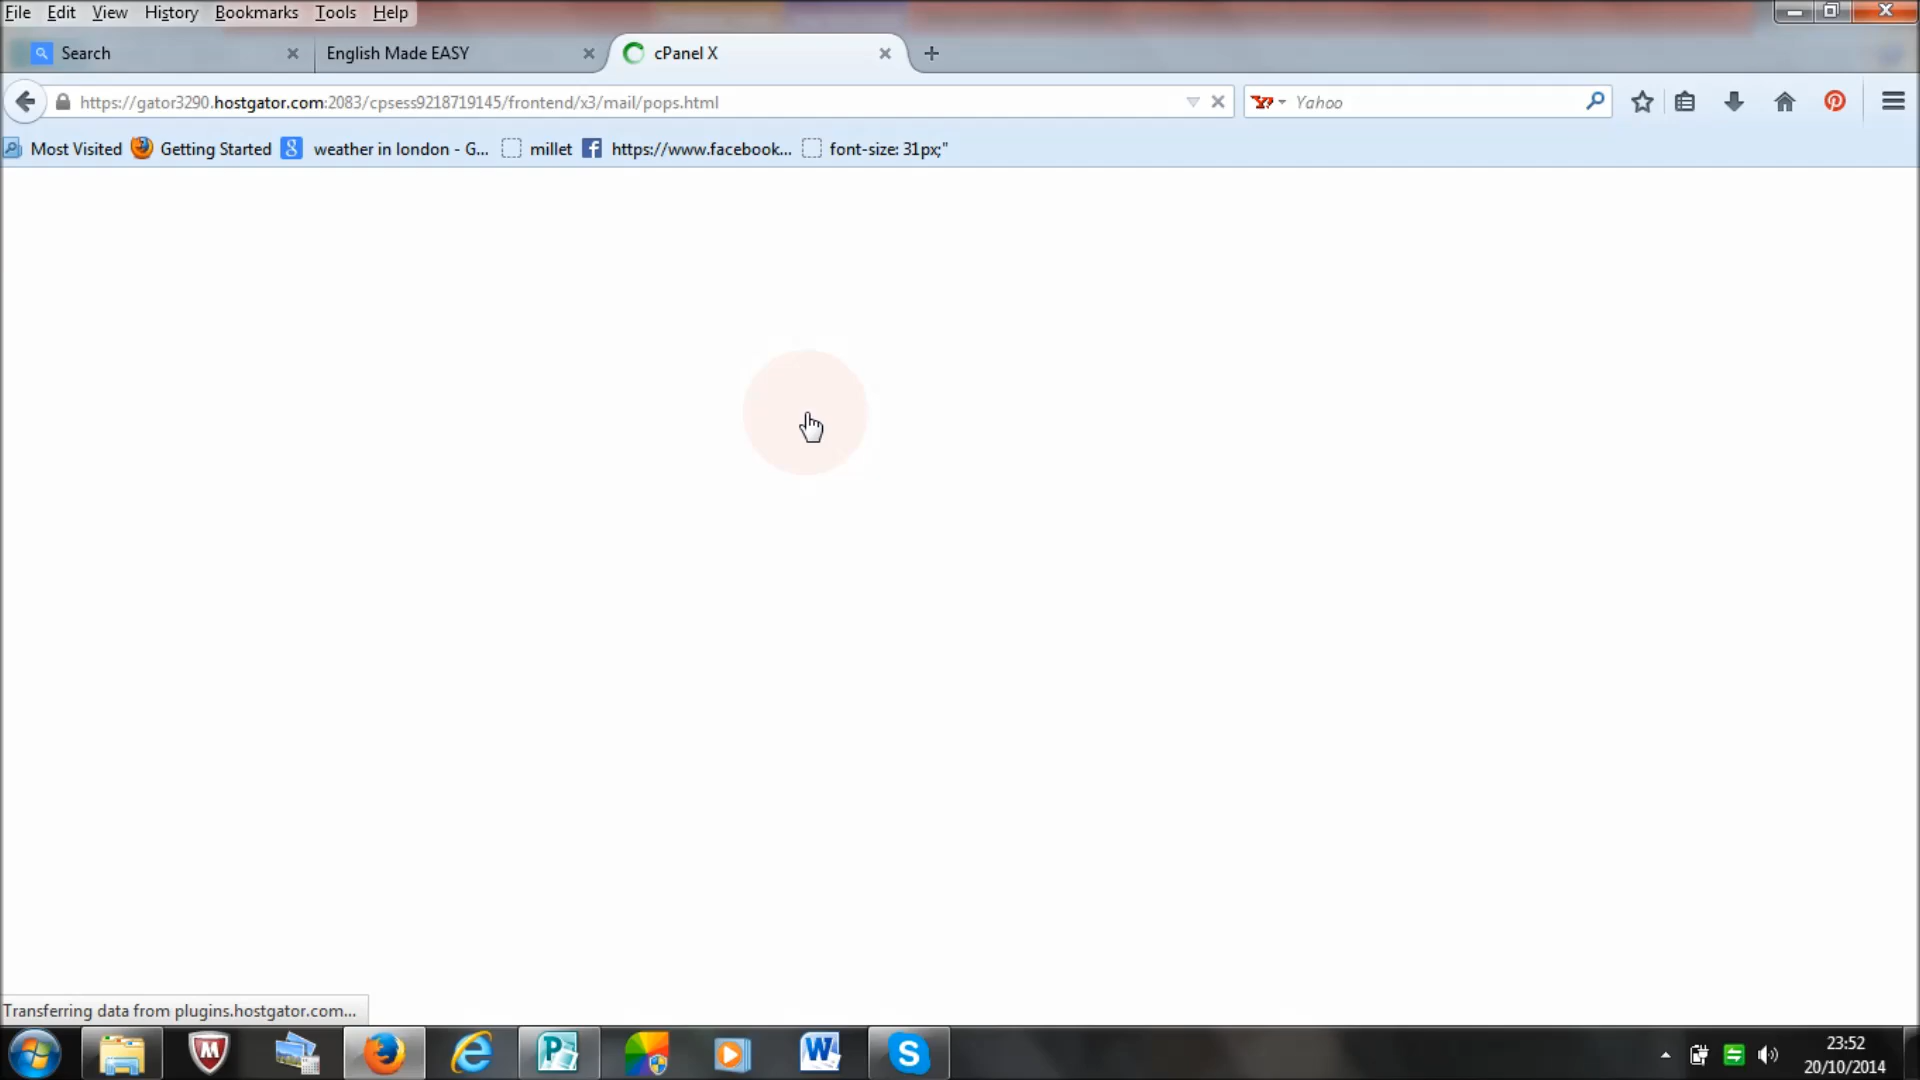 File Edit View History Bookmarks Tools Help
Search English Made EASY cPanel X
https://gator3290.hostgator.com:2083/cpsess9218719145/frontend/x3/mail/pops.html Yahoo
Most Visited Getting Started weather in london - G... millet https://www.facebook... font-size: 31px;"
Transferring data from plugins.hostgator.com...
23:52
20/10/2014